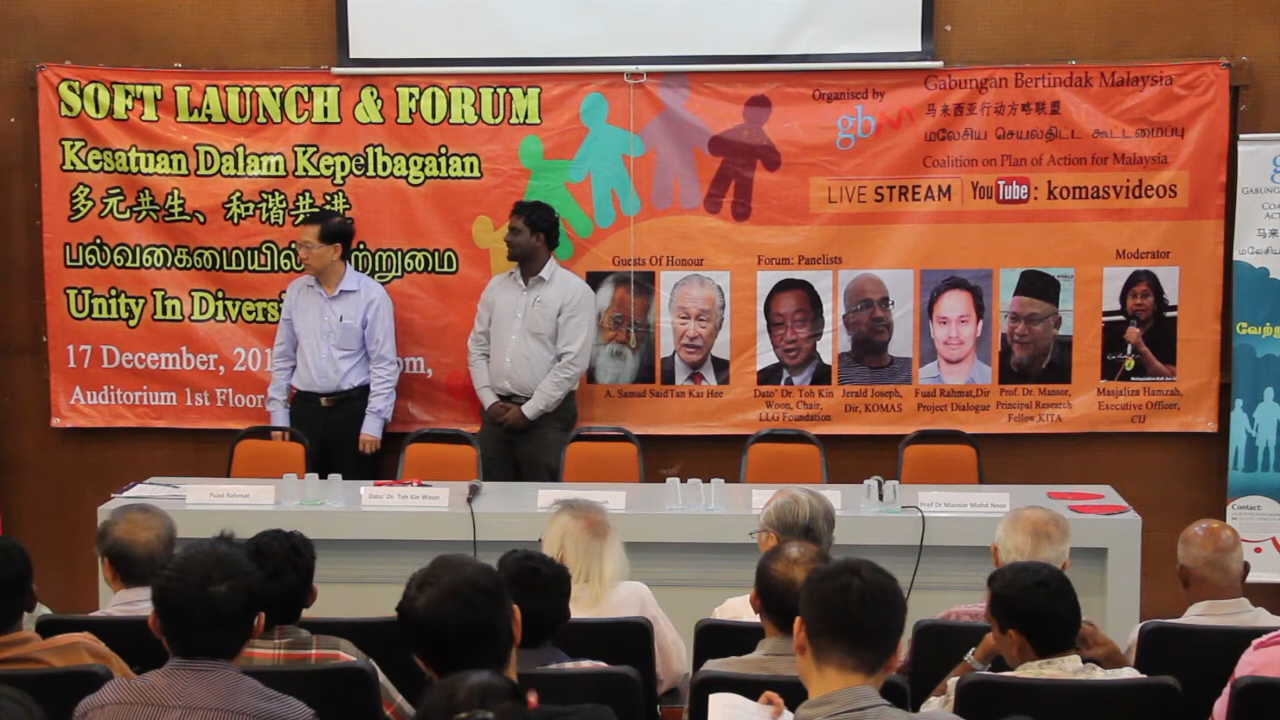 SOFT LAUNCH & FORUM
Kesatuan Dalam Kepelbagaian
多元共生、和谐共进
பல்வகைமையில்
Unity In Diversi
17 December, 201
Auditorium 1st Floor
Organised by
gbm
Gabungan Bertindak Malaysia
马来西亚行动方略联盟
மலேசிய செயல்திட்ட கூட்டமைப்பு
Coalition on Plan of Action for Malaysia
LIVE STREAM YouTube : komasvideos
Guests Of Honour
A. Samad Said Tan Kai Hee
Forum: Panelists
Dato' Dr. Toh Kin
Woon, Chair,
LLG Foundation
Jerald Joseph,
Dir, KOMAS
Fuad Rahmat,Dir
Project Dialogue
Prof. Dr. Mansor,
Principal Research
Fellow,KITA
Moderator
Masjaliza Hamzah,
Executive Officer,
CIJ
Fuad Rahmat
Dato' Dr. Toh Kin Woon
Prof Dr Mansor Mohd Noor
Contact: